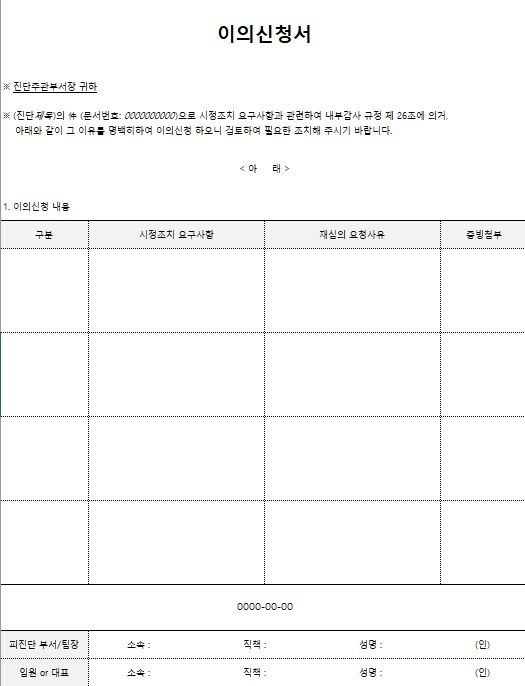 이의신청서
※ 진단주관부서장 귀하
※ (진단제목)의 件 (문서번호: 0000000000)으로 시정조치 요구사항과 관련하여 내부감사 규정 제 26조에 의거,
아래와 같이 그 이유를 명백히하여 이의신청 하오니 검토하여 필요한 조치해 주시기 바랍니다.
< 아 래 >
1. 이의신청 내용
구분 시정조치 요구사항 재심의 요청사유 증빙첨부
0000-00-00
피진단 부서/팀장 소속 : 직책 : 성명 : (인)
임원 or 대표 소속 : 직책 : 성명 : (인)